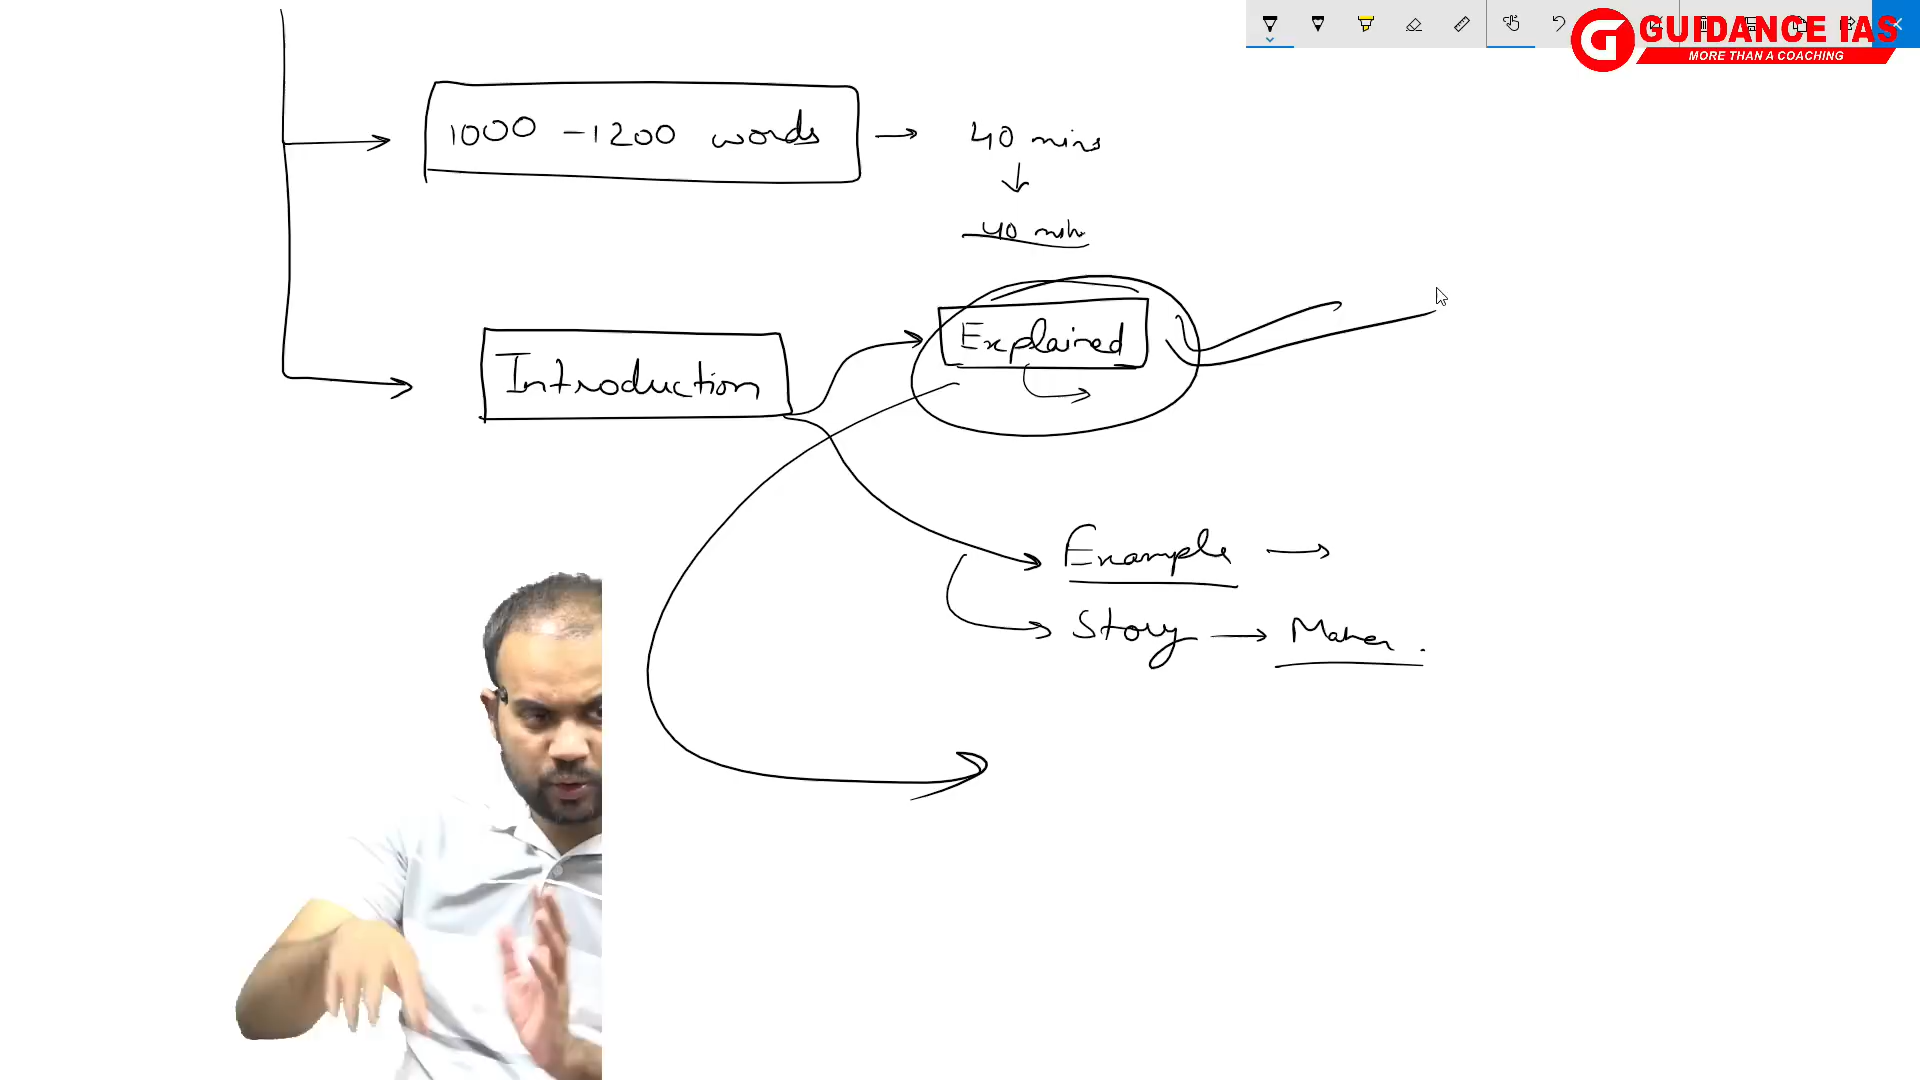 GUIDANCE IAS
MORE THAN A COACHING
1000 - 1200 words → 40 mins
40 min
Explained
Introduction
Example →
Story →